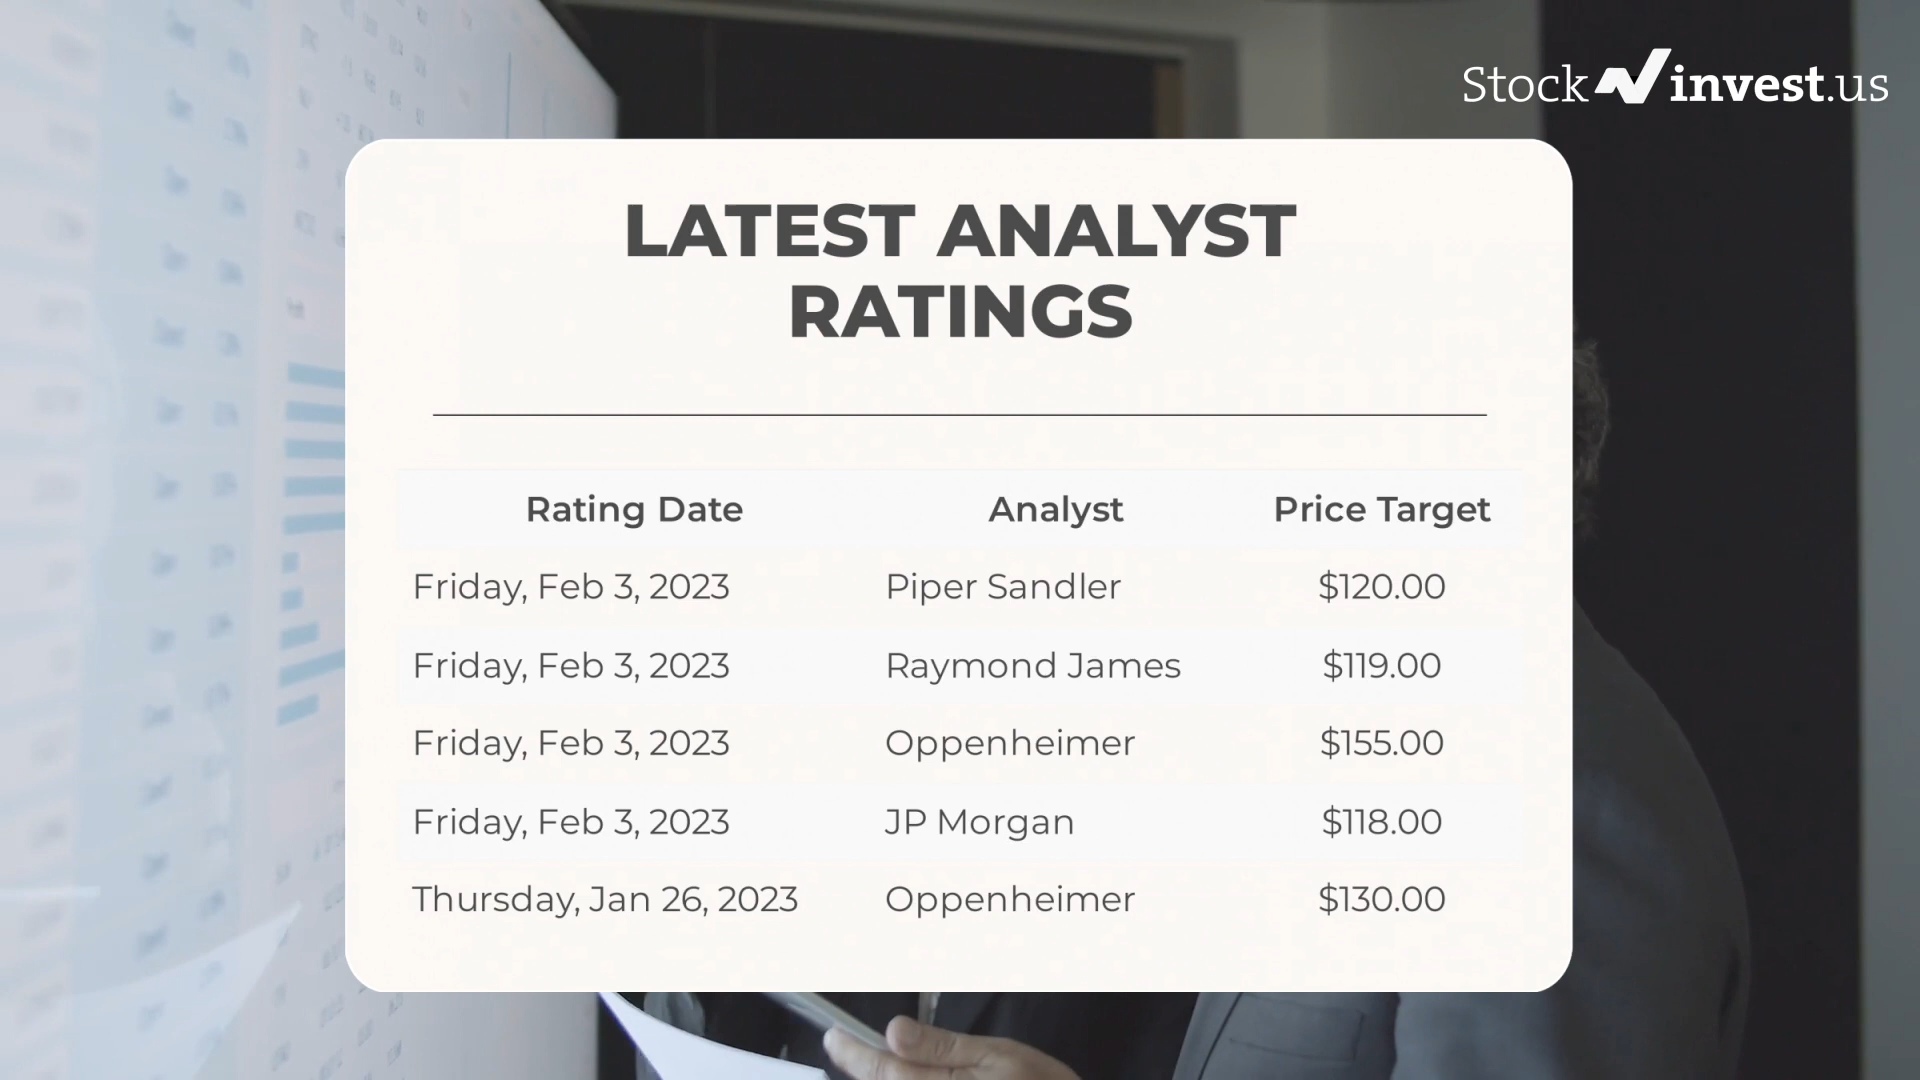 Stock invest.us
LATEST ANALYST
RATINGS
Rating Date Analyst Price Target
Friday, Feb 3, 2023 Piper Sandler $120.00
Friday, Feb 3, 2023 Raymond James $119.00
Friday, Feb 3, 2023 Oppenheimer $155.00
Friday, Feb 3, 2023 JP Morgan $118.00
Thursday, Jan 26, 2023 Oppenheimer $130.00